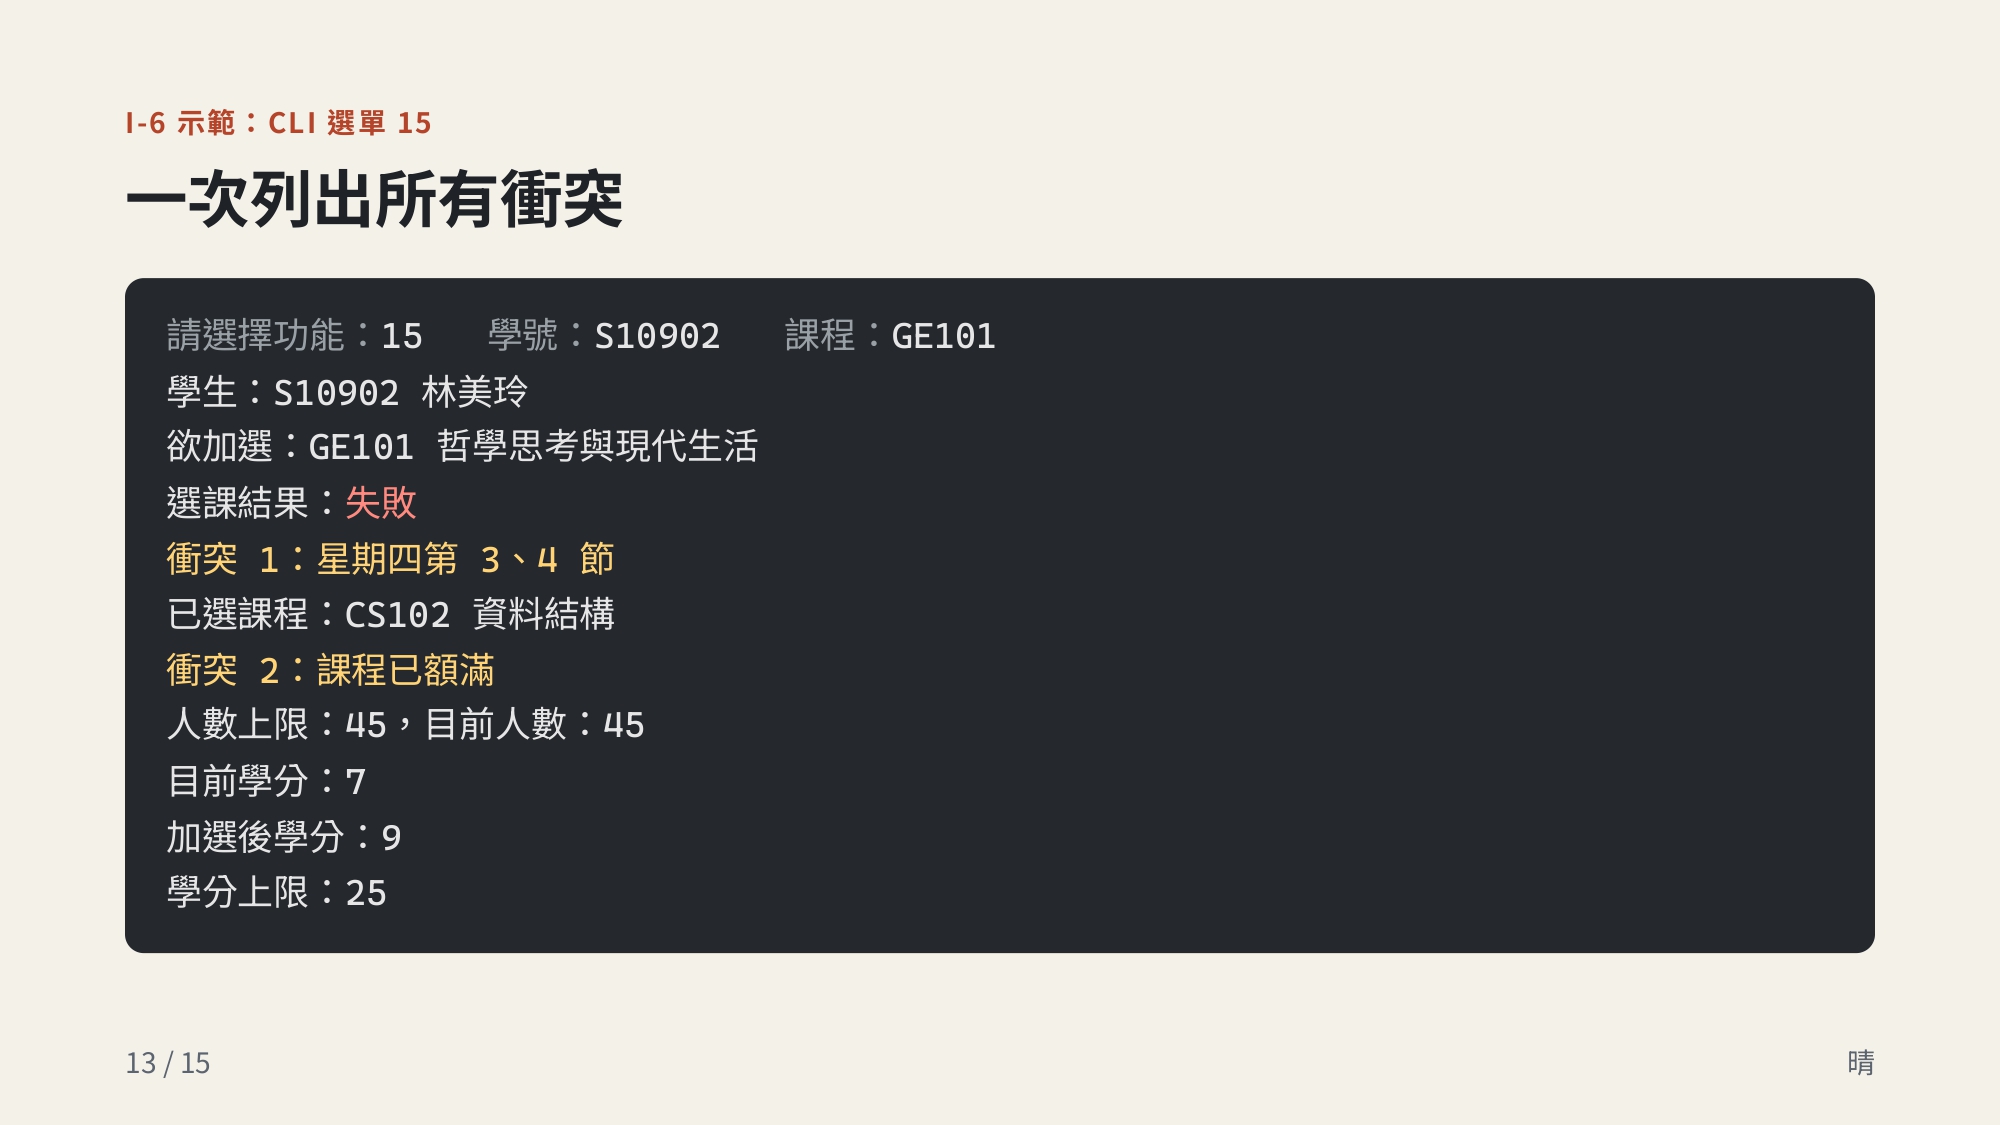 I-6 示範：CLI 選單 15
一次列出所有衝突
請選擇功能：15 學號：S10902 課程：GE101
學生：S10902 林美玲
欲加選：GE101 哲學思考與現代生活
選課結果：失敗
衝突 1：星期四第 3、4 節
已選課程：CS102 資料結構
衝突 2：課程已額滿
人數上限：45，目前人數：45
目前學分：7
加選後學分：9
學分上限：25
13 / 15
晴